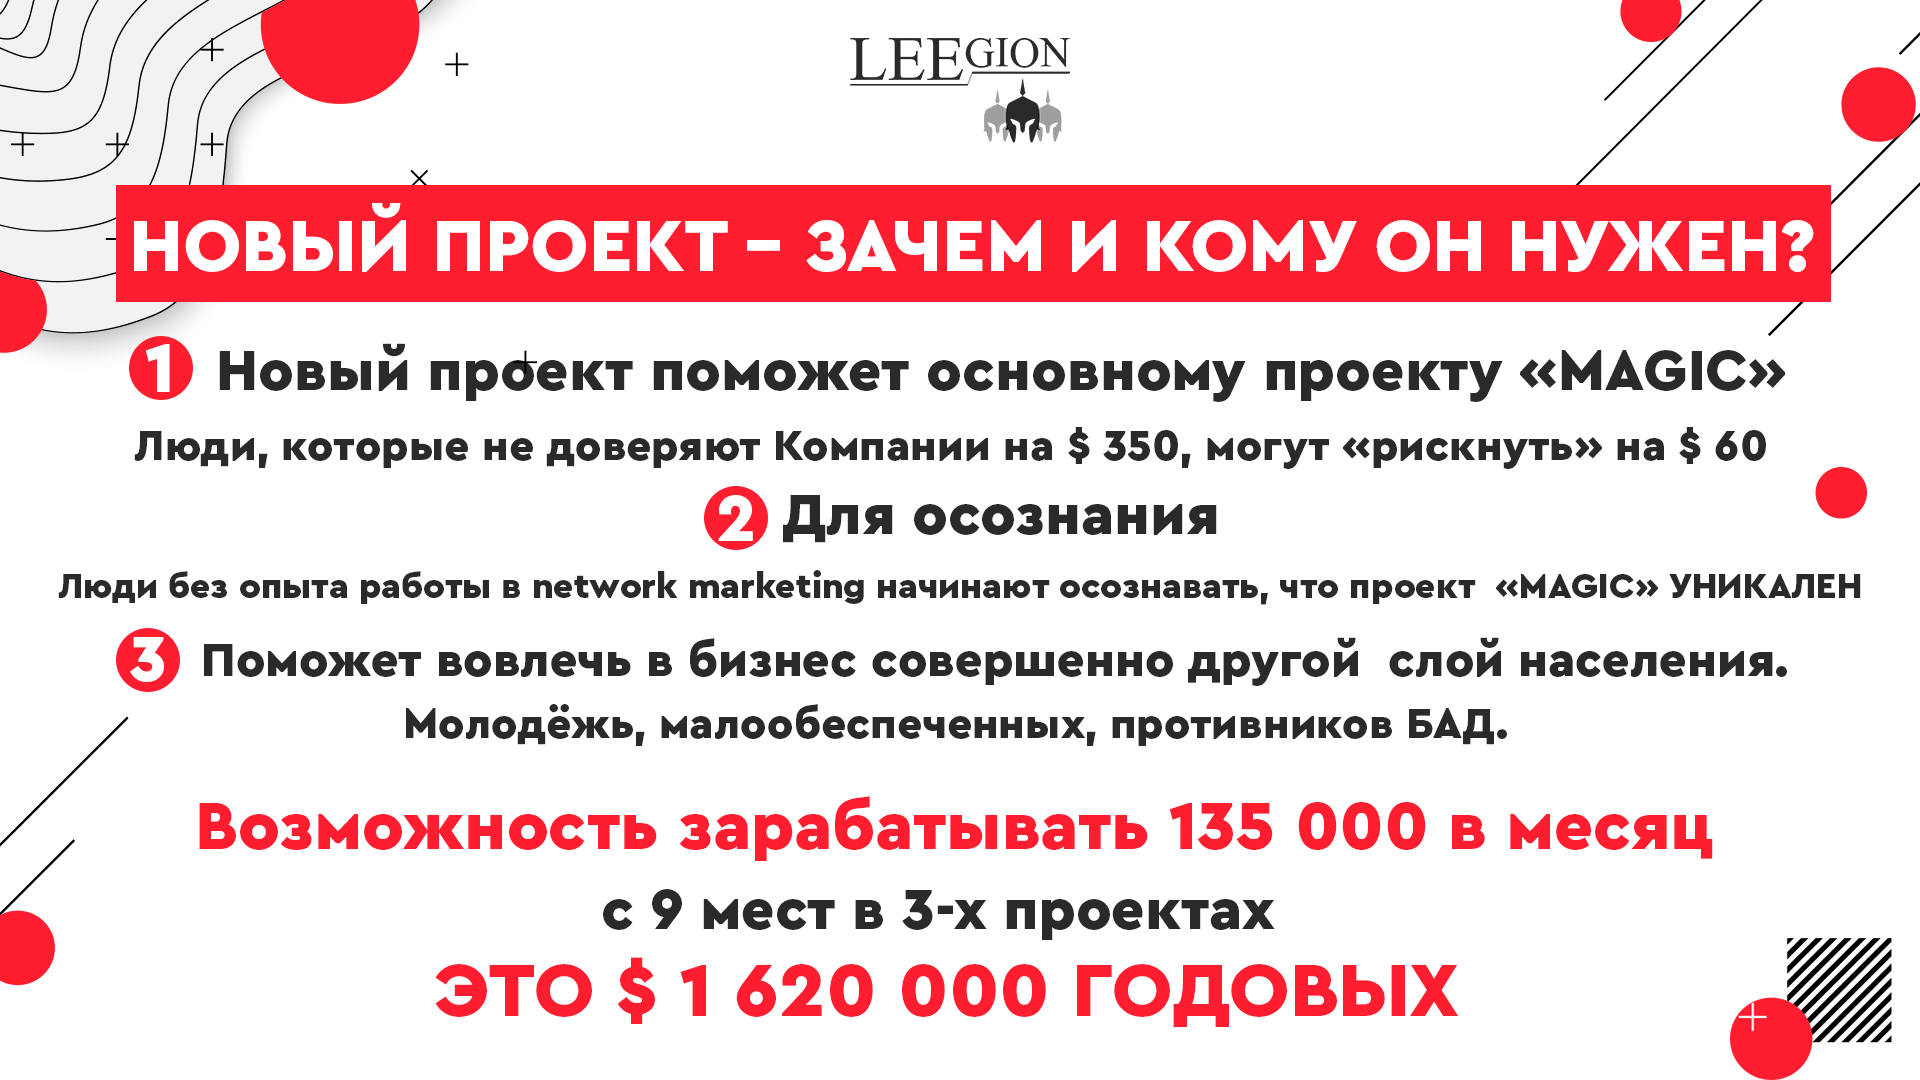 LEEGION
НОВЫЙ ПРОЕКТ – ЗАЧЕМ И КОМУ ОН НУЖЕН?
1 Новый проект поможет основному проекту «MAGIC»
Люди, которые не доверяют Компании на $ 350, могут «рискнуть» на $ 60
2 Для осознания
Люди без опыта работы в network marketing начинают осознавать, что проект «MAGIC» УНИКАЛЕН
3 Поможет вовлечь в бизнес совершенно другой слой населения.
Молодёжь, малообеспеченных, противников БАД.
Возможность зарабатывать 135 000 в месяц
с 9 мест в 3-х проектах
ЭТО $ 1 620 000 ГОДОВЫХ